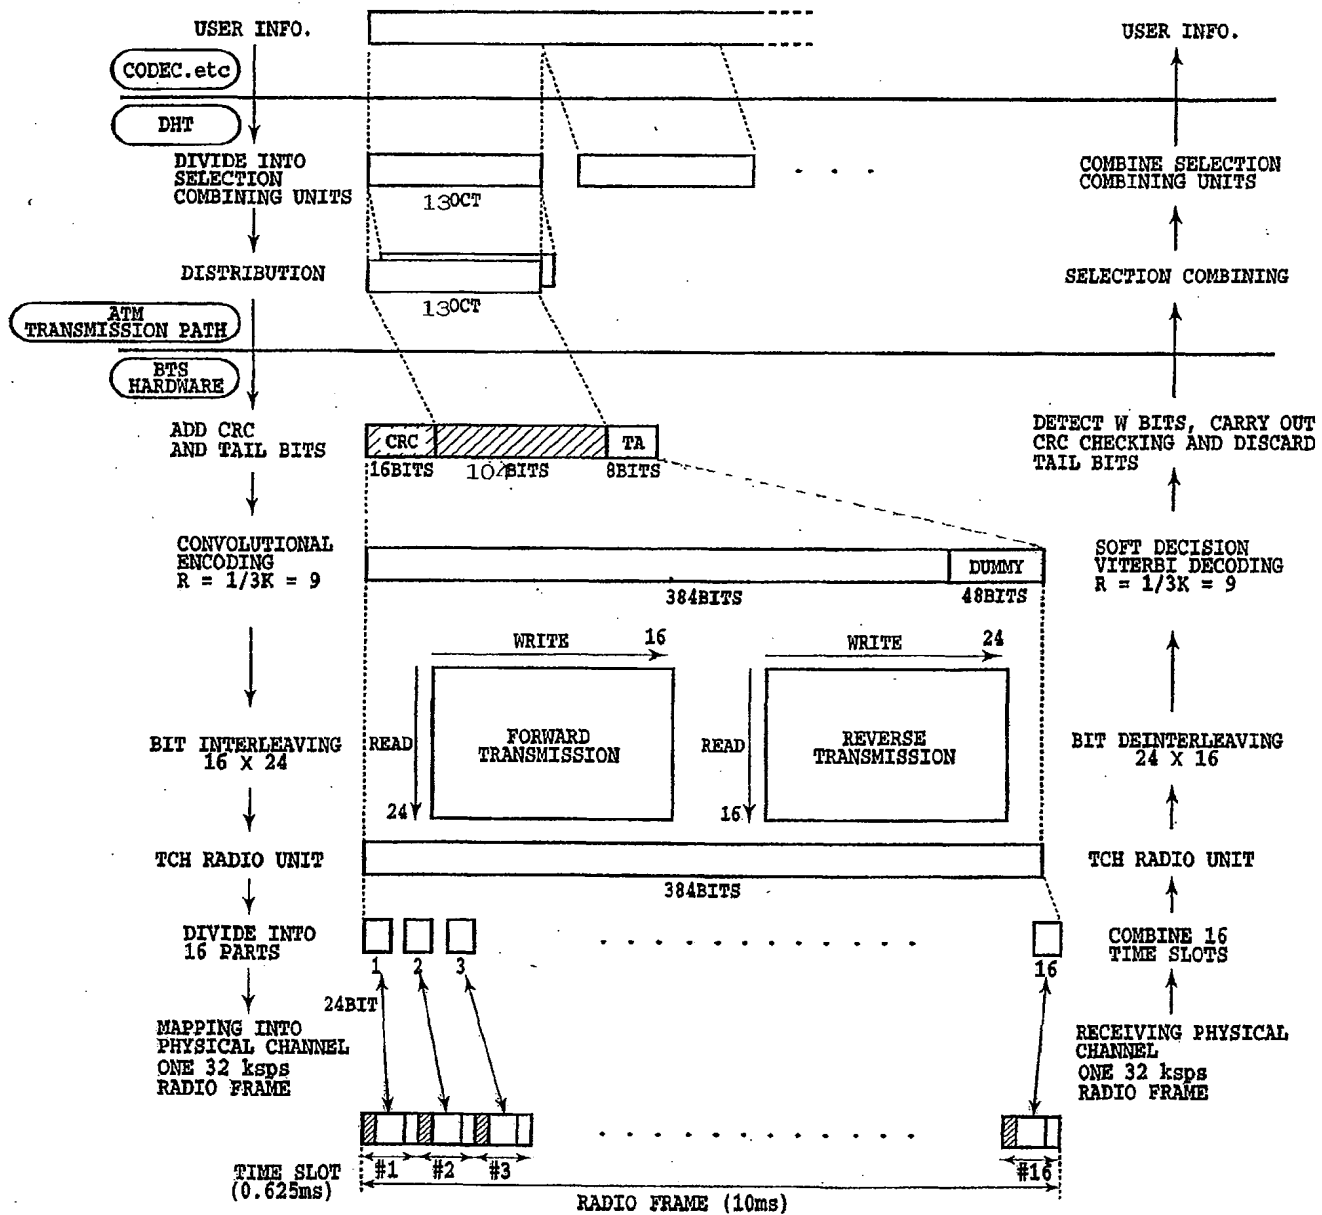 USER INFO.
USER INFO.
CODEC.etc
DHT
DIVIDE INTO
SELECTION
COMBINING UNITS
13OCT
COMBINE SELECTION
COMBINING UNITS
DISTRIBUTION
13OCT
SELECTION COMBINING
ATM
TRANSMISSION PATH
BTS
HARDWARE
ADD CRC
AND TAIL BITS
CRC
TA
16BITS
104BITS
8BITS
DETECT W BITS, CARRY OUT
CRC CHECKING AND DISCARD
TAIL BITS
CONVOLUTIONAL
ENCODING
R = 1/3K = 9
DUMMY
384BITS
48BITS
SOFT DECISION
VITERBI DECODING
R = 1/3K = 9
WRITE
16
WRITE
24
BIT INTERLEAVING
16 X 24
READ
24
FORWARD
TRANSMISSION
READ
16
REVERSE
TRANSMISSION
BIT DEINTERLEAVING
24 X 16
TCH RADIO UNIT
384BITS
TCH RADIO UNIT
DIVIDE INTO
16 PARTS
1
2
3
16
COMBINE 16
TIME SLOTS
24BIT
MAPPING INTO
PHYSICAL CHANNEL
ONE 32 ksps
RADIO FRAME
RECEIVING PHYSICAL
CHANNEL
ONE 32 ksps
RADIO FRAME
TIME SLOT
(0.625ms)
#1
#2
#3
#16
RADIO FRAME (10ms)